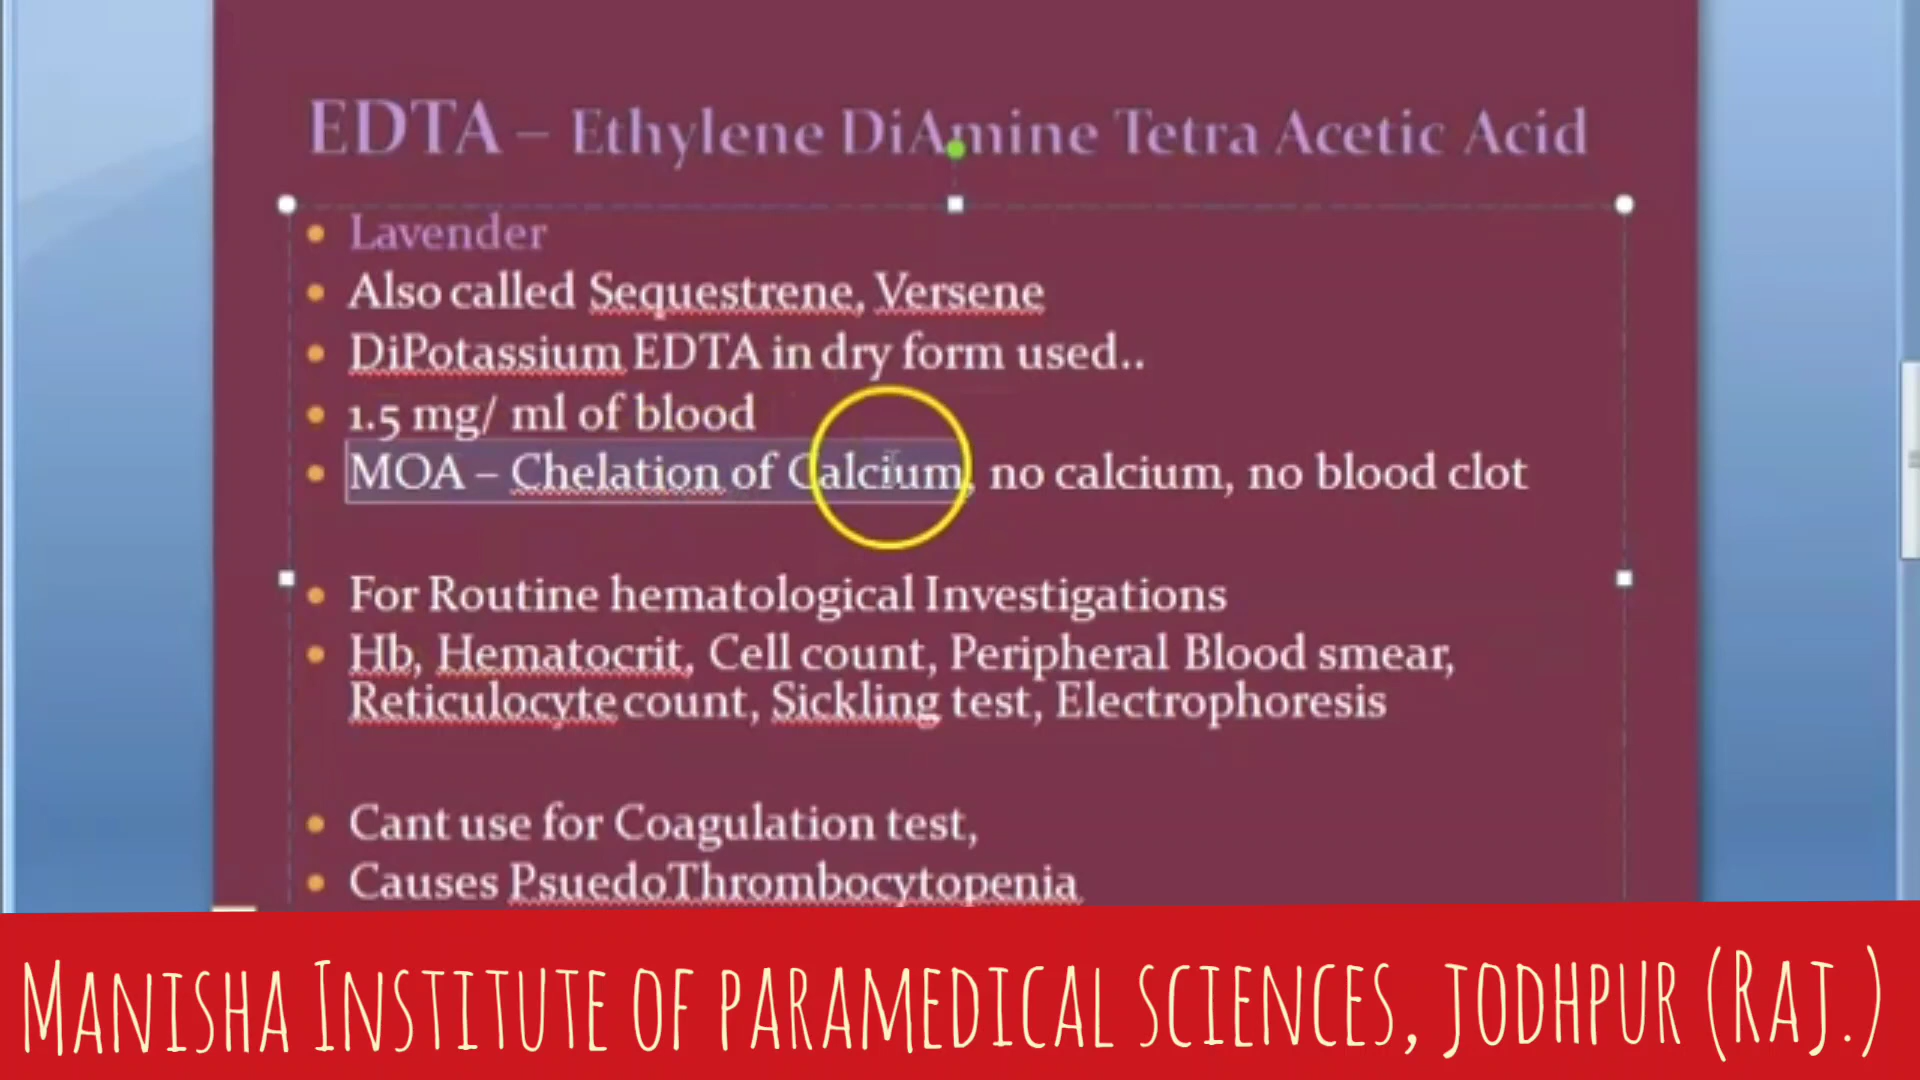 EDTA – Ethylene DiAmine Tetra Acetic Acid
Lavender
Also called Sequestrene, Versene
DiPotassium EDTA in dry form used..
1.5 mg/ ml of blood
MOA – Chelation of Calcium, no calcium, no blood clot
For Routine hematological Investigations
Hb, Hematocrit, Cell count, Peripheral Blood smear,
Reticulocyte count, Sickling test, Electrophoresis
Cant use for Coagulation test,
Causes PsuedoThrombocytopenia
Manisha Institute of paramedical sciences, jodhpur (Raj.)